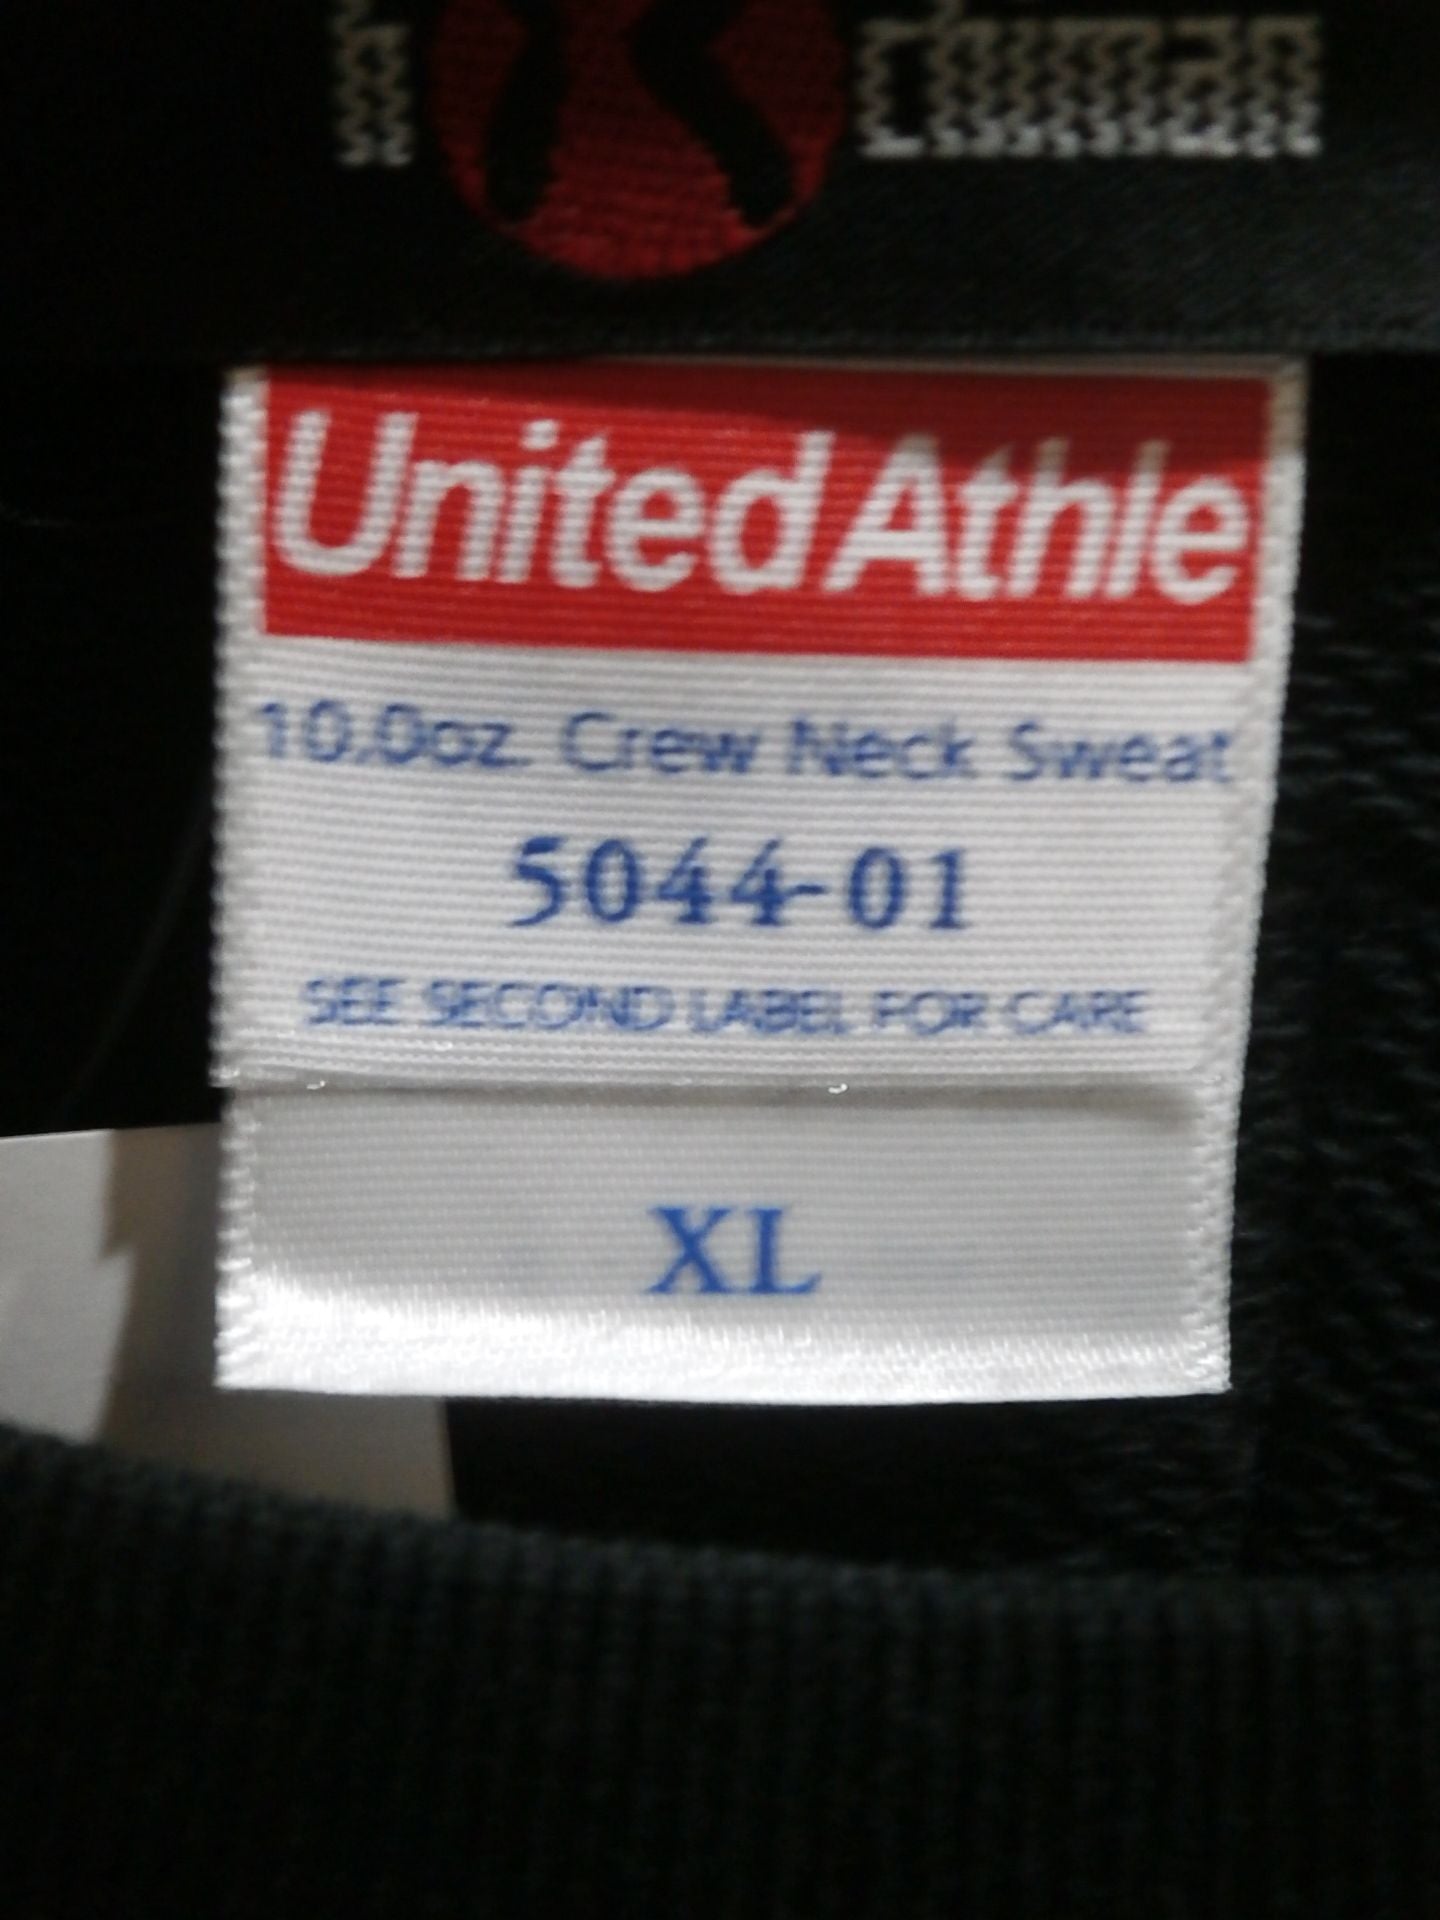 United Athle
10.0oz. Crew Neck Sweat
5044-01
SEE SECOND LABEL FOR CARE
XL